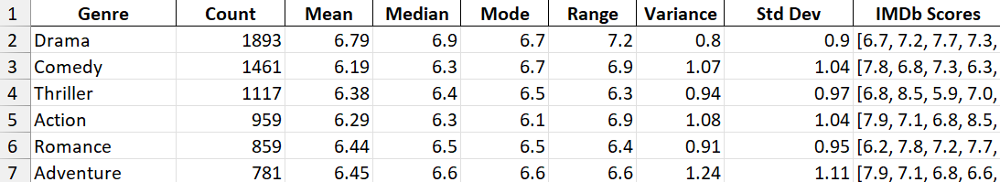 1 Genre Count Mean Median Mode Range Variance Std Dev IMDb Scores
2 Drama 1893 6.79 6.9 6.7 7.2 0.8 0.9 [6.7, 7.2, 7.7, 7.3,
3 Comedy 1461 6.19 6.3 6.7 6.9 1.07 1.04 [7.8, 6.8, 7.3, 6.3,
4 Thriller 1117 6.38 6.4 6.5 6.3 0.94 0.97 [6.8, 8.5, 5.9, 7.0,
5 Action 959 6.29 6.3 6.1 6.9 1.08 1.04 [7.9, 7.1, 6.8, 8.5,
6 Romance 859 6.44 6.5 6.5 6.4 0.91 0.95 [6.2, 7.8, 7.2, 7.7,
7 Adventure 781 6.45 6.6 6.6 6.6 1.24 1.11 [7.9, 7.1, 6.8, 6.6,